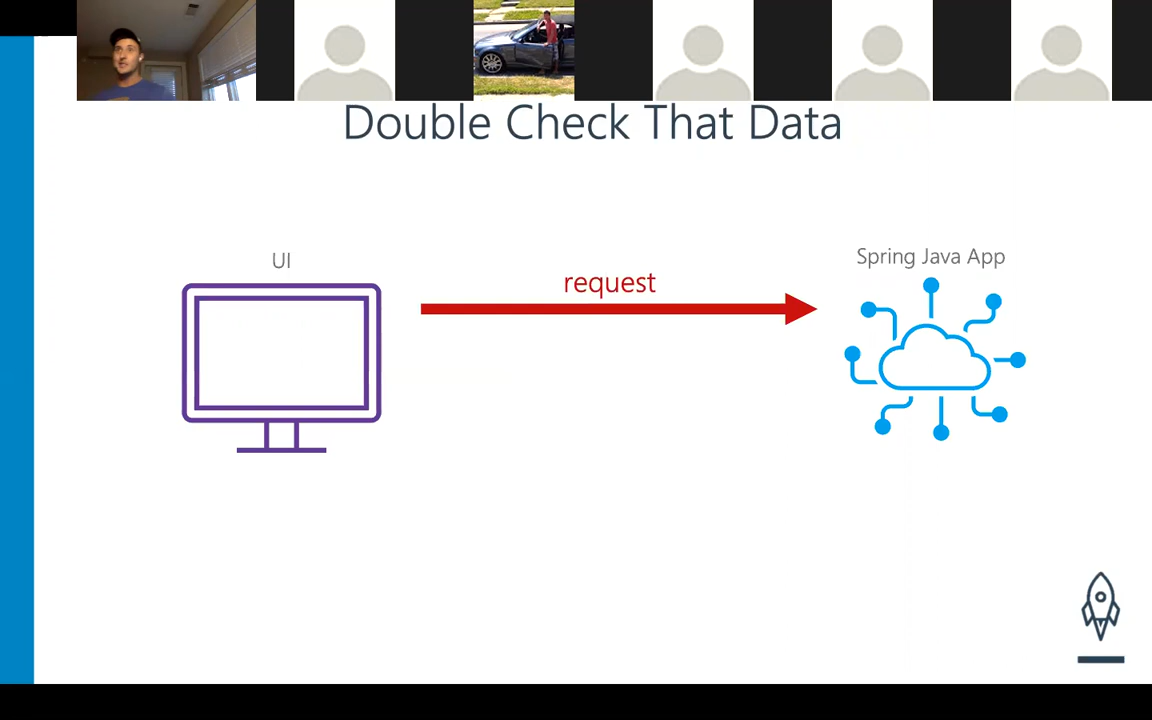 Double Check That Data
UI
Spring Java App
request